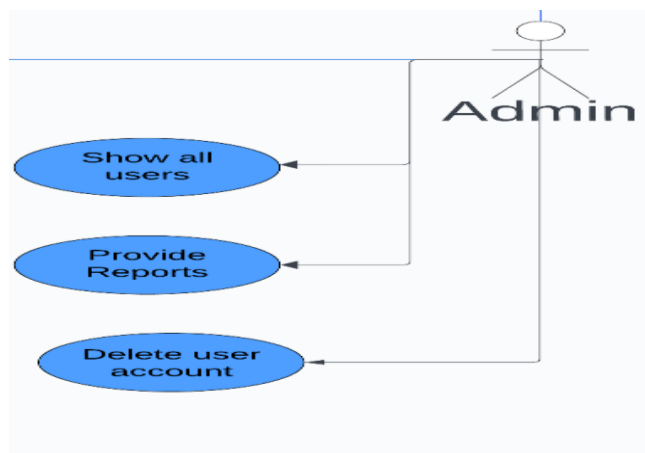 Admin
Show all
users
Provide
Reports
Delete user
account